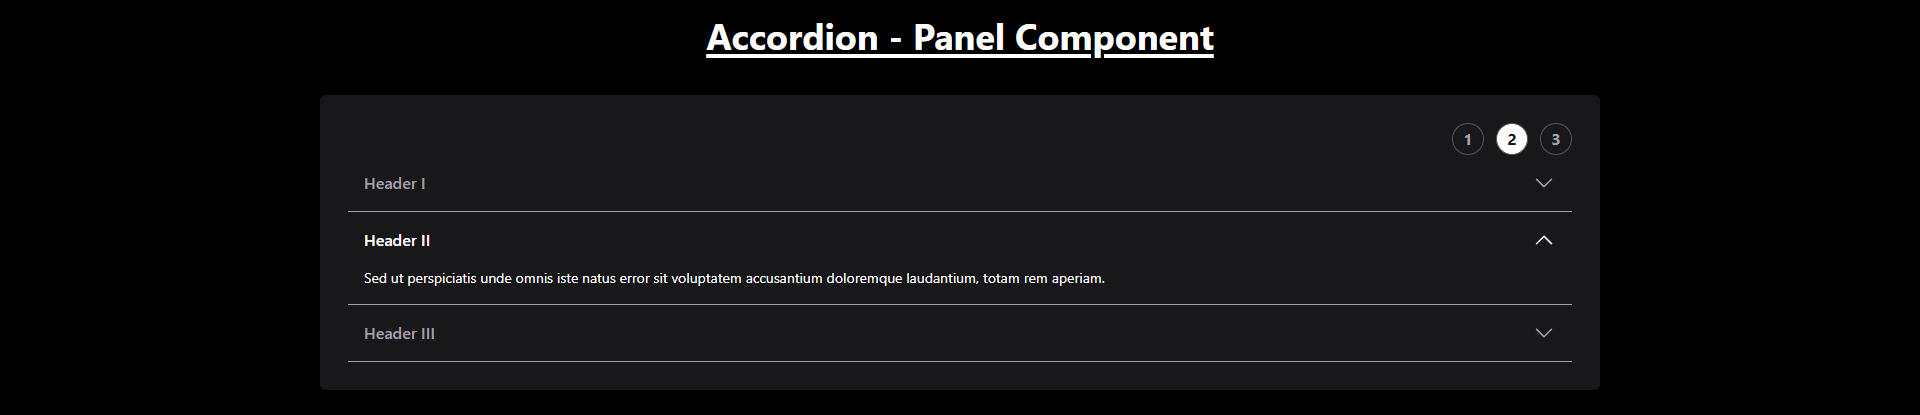 Accordion - Panel Component
1 2 3
Header I
Header II
Sed ut perspiciatis unde omnis iste natus error sit voluptatem accusantium doloremque laudantium, totam rem aperiam.
Header III